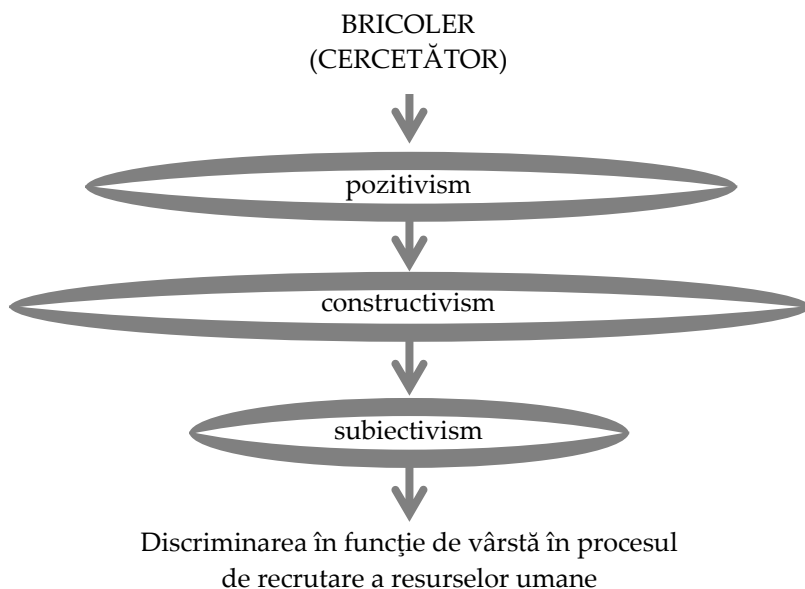 BRICOLER
(CERCETĂTOR)
pozitivism
constructivism
subiectivism
Discriminarea în funcţie de vârstă în procesul
de recrutare a resurselor umane